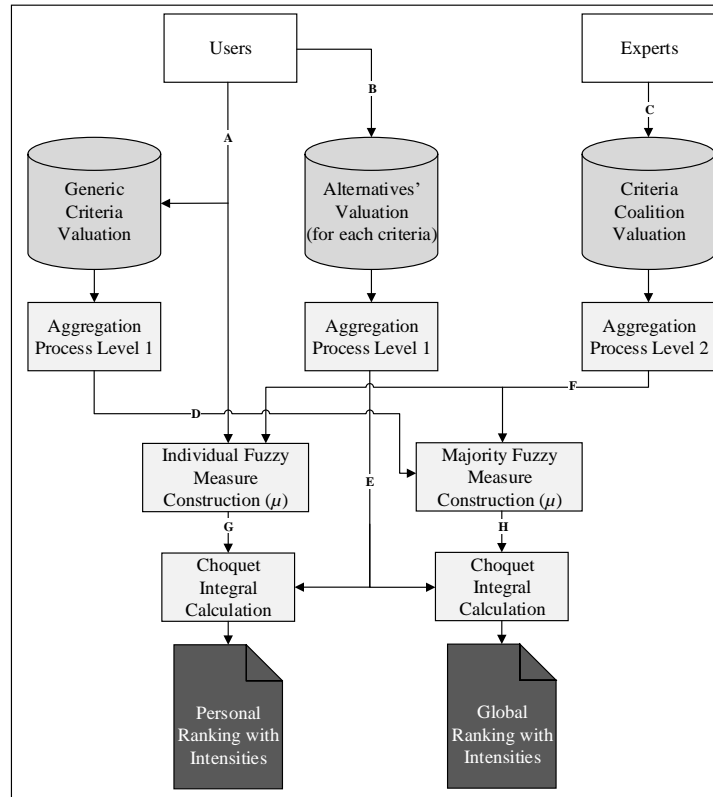 Users
Experts
B
C
A
Generic
Criteria
Valuation
Alternatives'
Valuation
(for each criteria)
Criteria
Coalition
Valuation
Aggregation
Process Level 1
Aggregation
Process Level 1
Aggregation
Process Level 2
D
F
Individual Fuzzy
Measure
Construction (μ)
E
Majority Fuzzy
Measure
Construction (μ)
G
H
Choquet
Integral
Calculation
Choquet
Integral
Calculation
Personal
Ranking with
Intensities
Global
Ranking with
Intensities